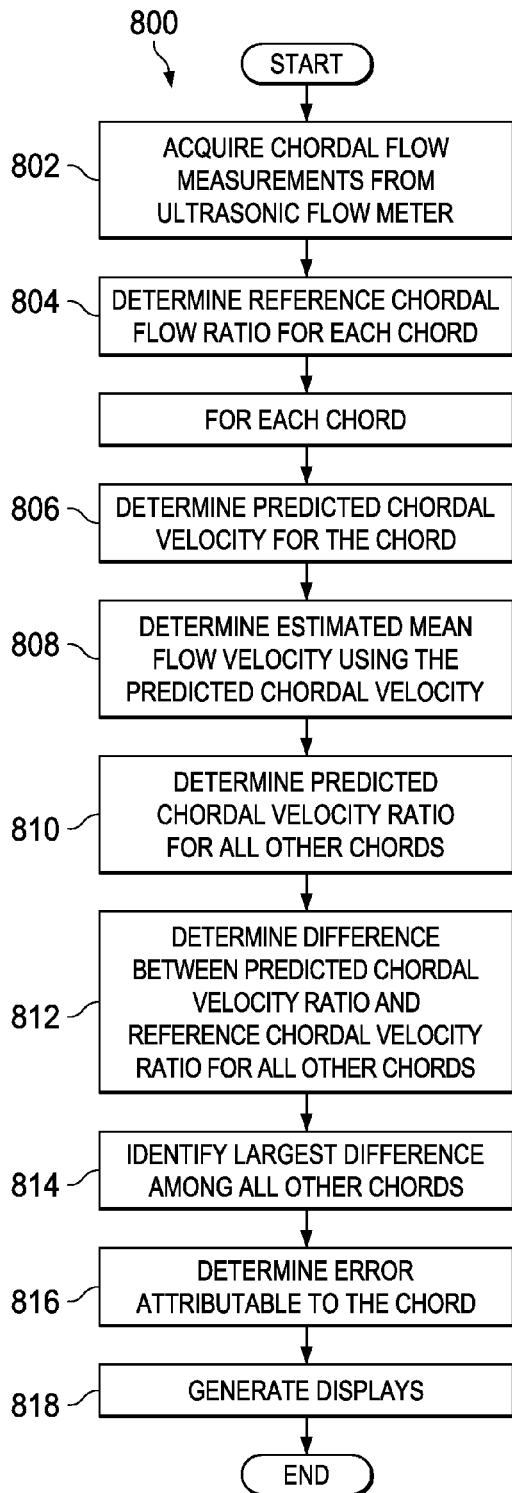 800
START
802
ACQUIRE CHORDAL FLOW
MEASUREMENTS FROM
ULTRASONIC FLOW METER
804
DETERMINE REFERENCE CHORDAL
FLOW RATIO FOR EACH CHORD
FOR EACH CHORD
806
DETERMINE PREDICTED CHORDAL
VELOCITY FOR THE CHORD
808
DETERMINE ESTIMATED MEAN
FLOW VELOCITY USING THE
PREDICTED CHORDAL VELOCITY
810
DETERMINE PREDICTED
CHORDAL VELOCITY RATIO
FOR ALL OTHER CHORDS
812
DETERMINE DIFFERENCE
BETWEEN PREDICTED CHORDAL
VELOCITY RATIO AND
REFERENCE CHORDAL VELOCITY
RATIO FOR ALL OTHER CHORDS
814
IDENTIFY LARGEST DIFFERENCE
AMONG ALL OTHER CHORDS
816
DETERMINE ERROR
ATTRIBUTABLE TO THE CHORD
818
GENERATE DISPLAYS
END